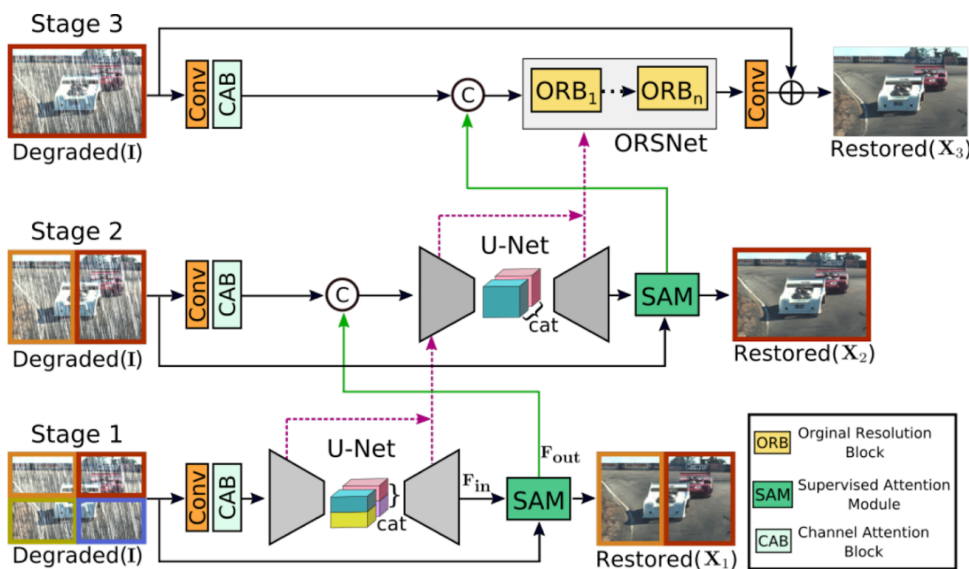 Stage 3
Conv
CAB
C
ORB1
ORBn
Conv
ORSNet
Degraded(I)
Restored(X3)
Stage 2
U-Net
Conv
CAB
C
cat
SAM
Degraded(I)
Restored(X2)
Stage 1
U-Net
Conv
CAB
cat
Fin
Fout
SAM
Degraded(I)
Restored(X1)
ORB
Orginal Resolution
Block
SAM
Supervised Attention
Module
CAB
Channel Attention
Block